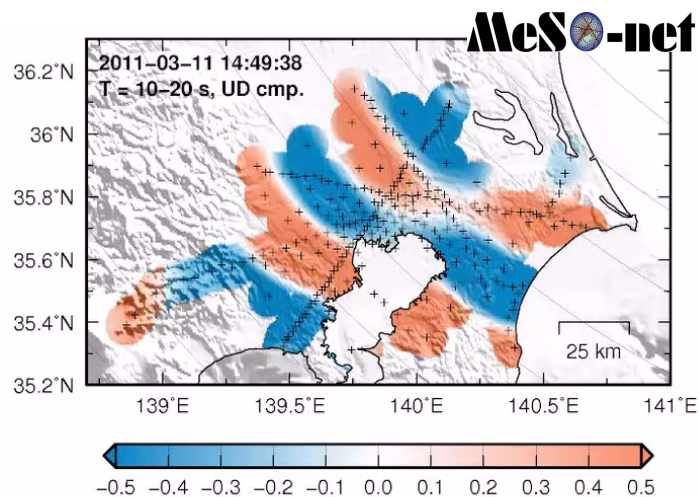 MeSO-net
2011−03−11 14:49:38
T = 10−20 s, UD cmp.
36.2°N
36°N
35.8°N
35.6°N
35.4°N
35.2°N
25 km
139°E
139.5°E
140°E
140.5°E
141°E
−0.5 −0.4 −0.3 −0.2 −0.1 0.0 0.1 0.2 0.3 0.4 0.5